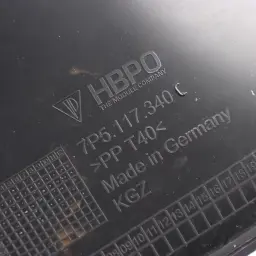 HBPO
THE MODULE COMPANY
7P5.117.340 C
>PP T40<
Made in Germany
KGZ